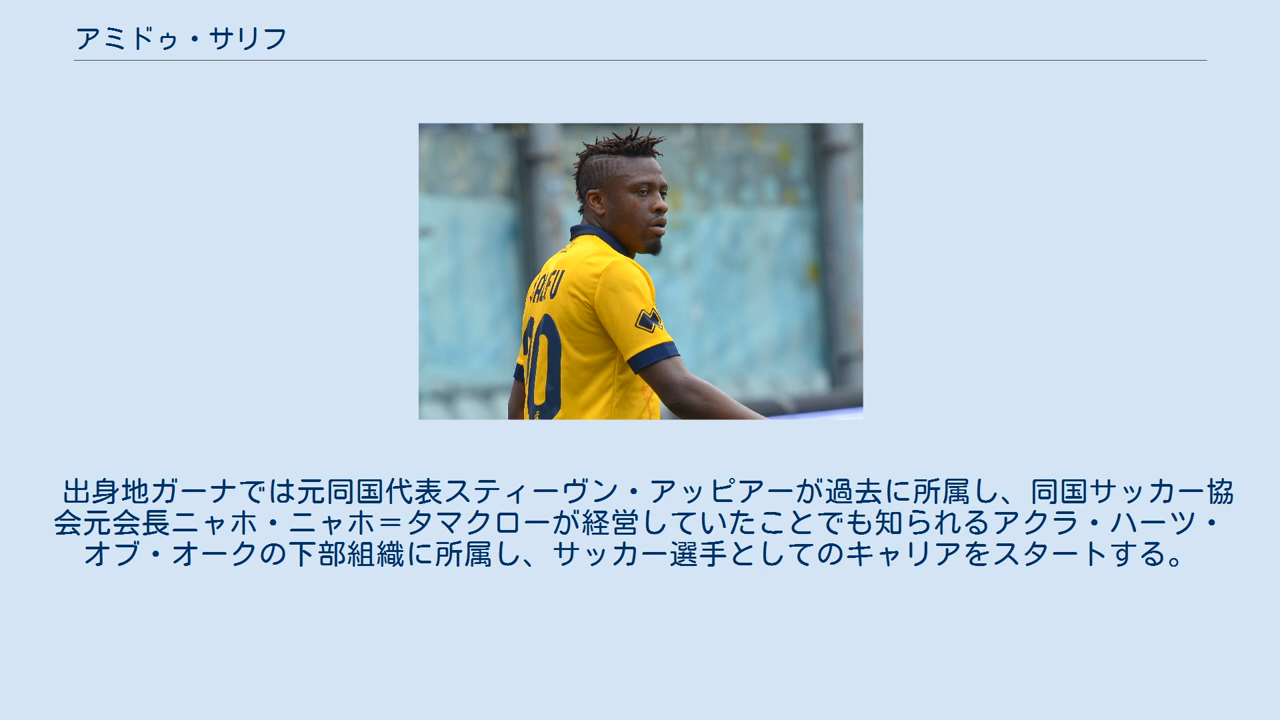 アミドゥ・サリフ
出身地ガーナでは元同国代表スティーヴン・アッピアーが過去に所属し、同国サッカー協
会元会長ニャホ・ニャホ＝タマクローが経営していたことでも知られるアクラ・ハーツ・
オブ・オークの下部組織に所属し、サッカー選手としてのキャリアをスタートする。